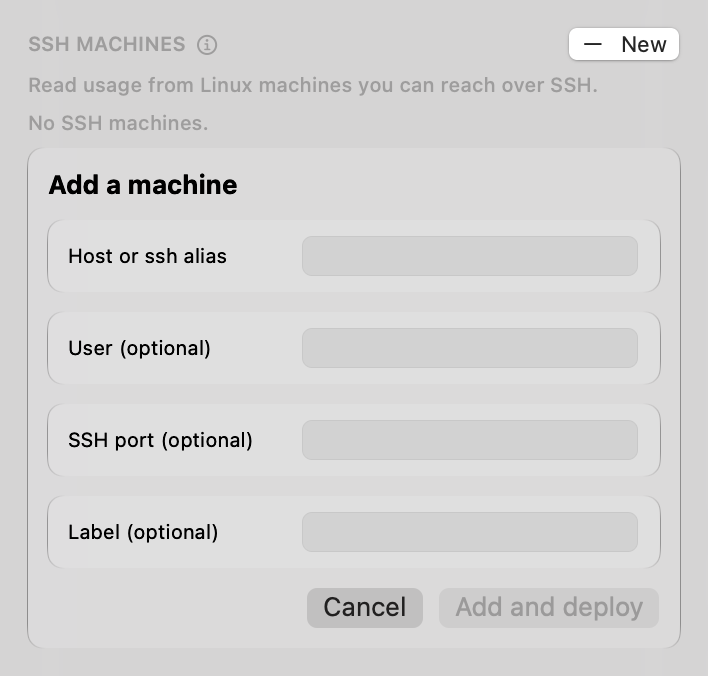 SSH MACHINES
— New
Read usage from Linux machines you can reach over SSH.
No SSH machines.
Add a machine
Host or ssh alias
User (optional)
SSH port (optional)
Label (optional)
Cancel
Add and deploy